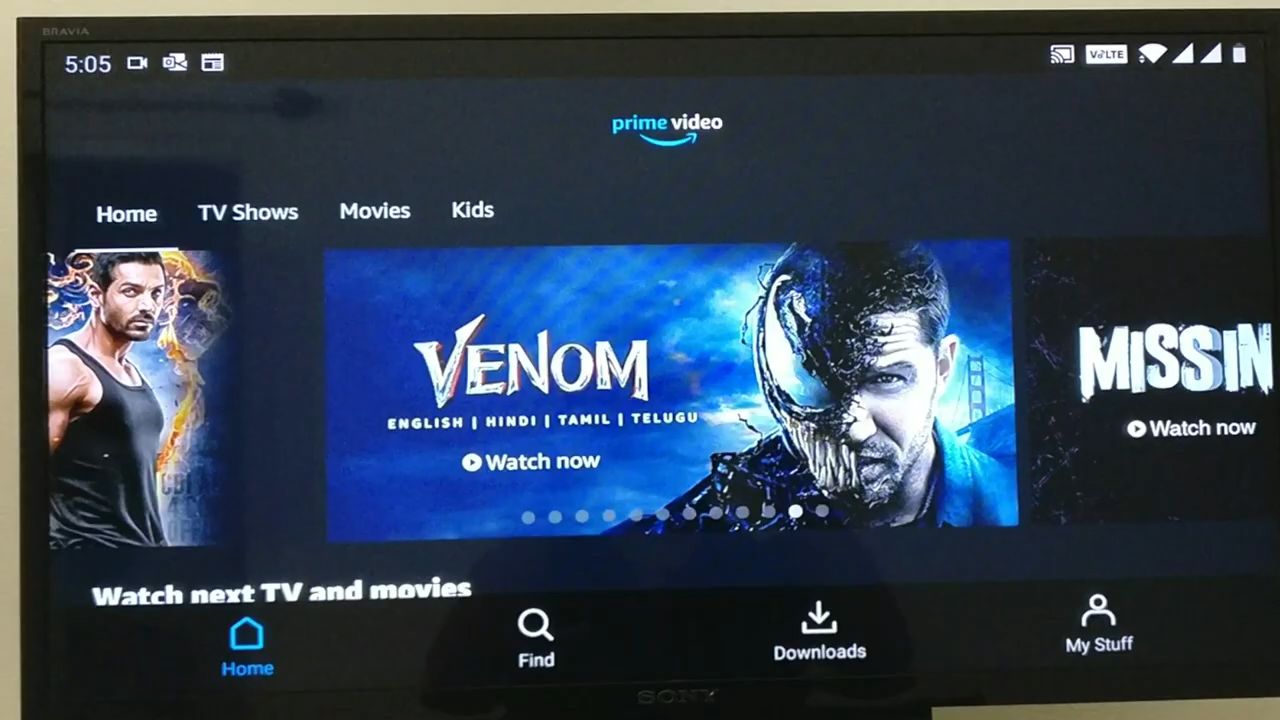 BRAVIA
5:05
VoLTE
prime video
Home TV Shows Movies Kids
VENOM
ENGLISH | HINDI | TAMIL | TELUGU
Watch now
MISSIN
Watch now
Watch next TV and movies
Home
Find
Downloads
My Stuff
SONY